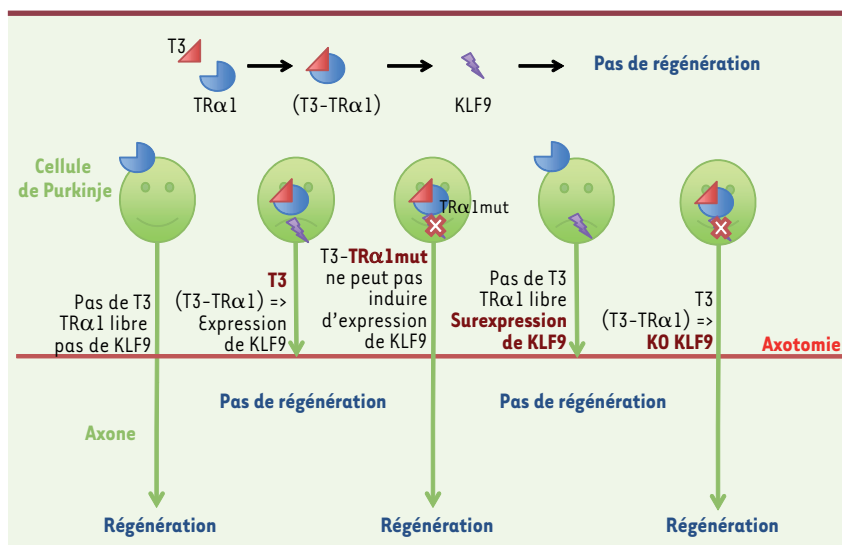 T3
TRα1
(T3-TRα1)
KLF9
Pas de régénération
Cellule
de Purkinje
TRα1mut
Pas de T3
TRα1 libre
pas de KLF9
T3
(T3-TRα1) =>
Expression
de KLF9
T3-TRα1mut
ne peut pas
induire
d'expression
de KLF9
Pas de T3
TRα1 libre
Surexpression
de KLF9
T3
(T3-TRα1) =>
KO KLF9
Axotomie
Pas de régénération
Pas de régénération
Axone
Régénération
Régénération
Régénération